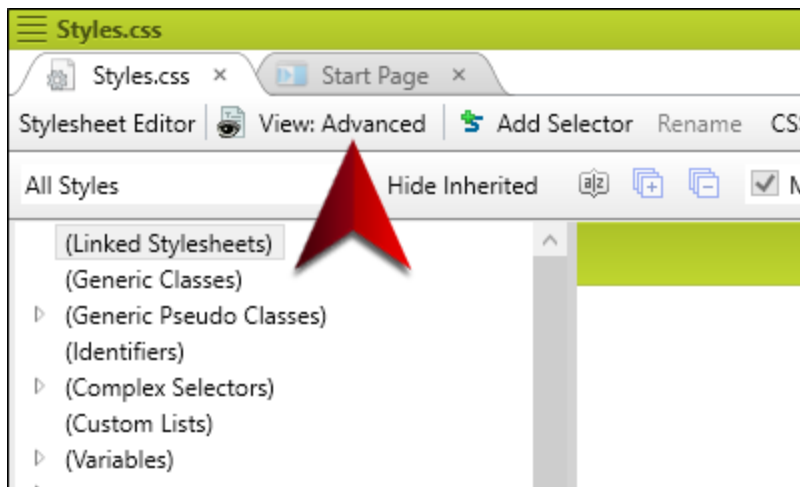 Styles.css
Styles.css × Start Page ×
Stylesheet Editor View: Advanced Add Selector Rename
All Styles Hide Inherited a|z
(Linked Stylesheets)
(Generic Classes)
(Generic Pseudo Classes)
(Identifiers)
(Complex Selectors)
(Custom Lists)
(Variables)